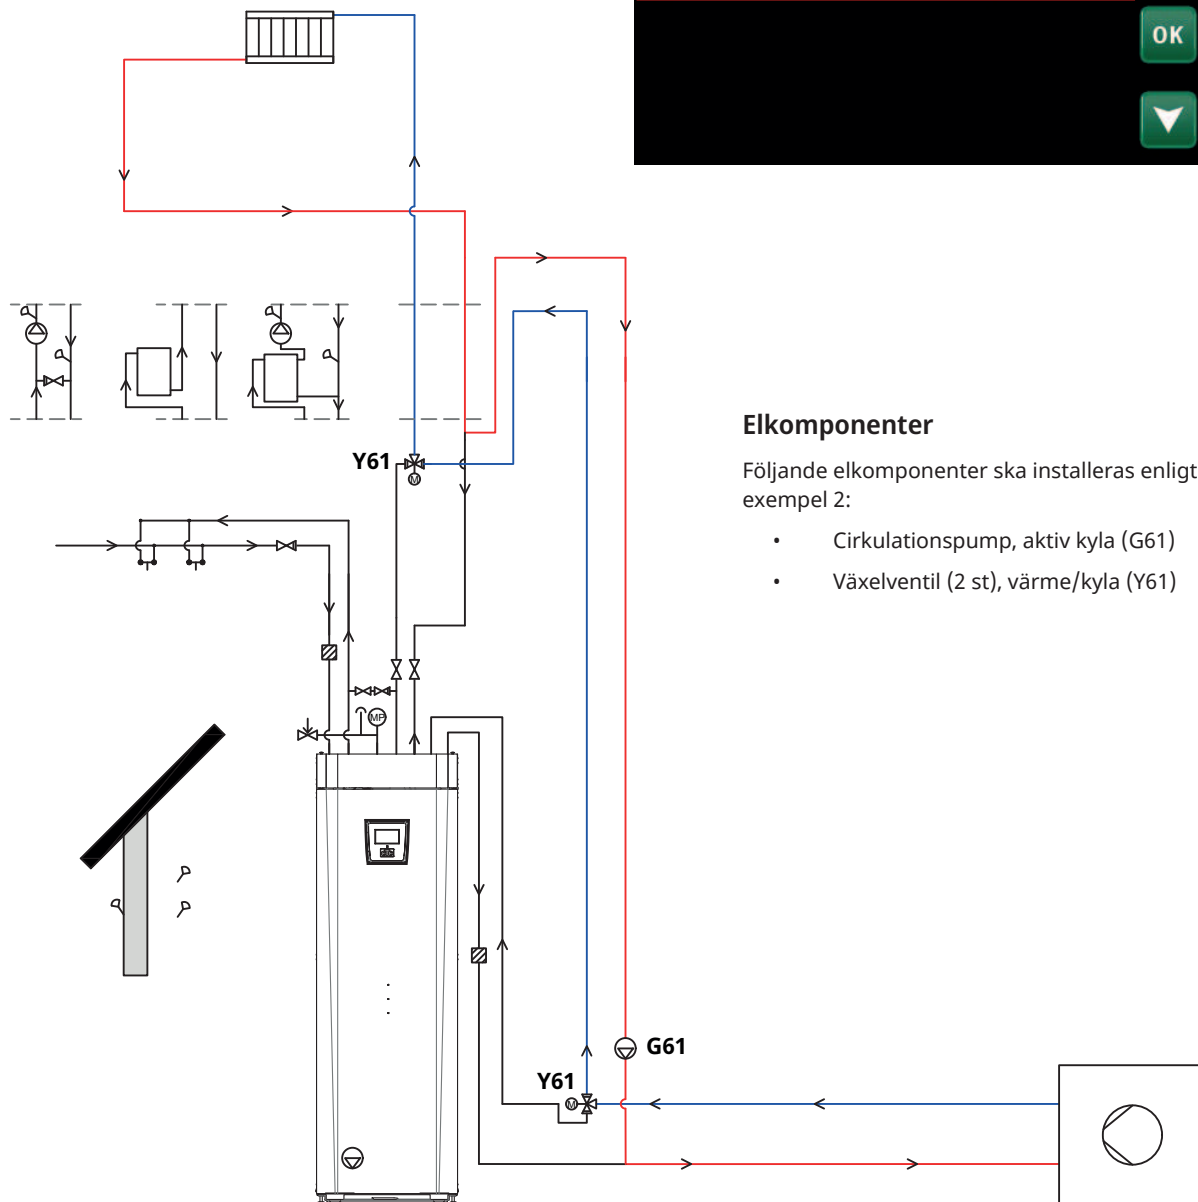 OK
Y61
Elkomponenter
Följande elkomponenter ska installeras enligt
exempel 2:
• Cirkulationspump, aktiv kyla (G61)
• Växelventil (2 st), värme/kyla (Y61)
M
MP
G61
Y61
M